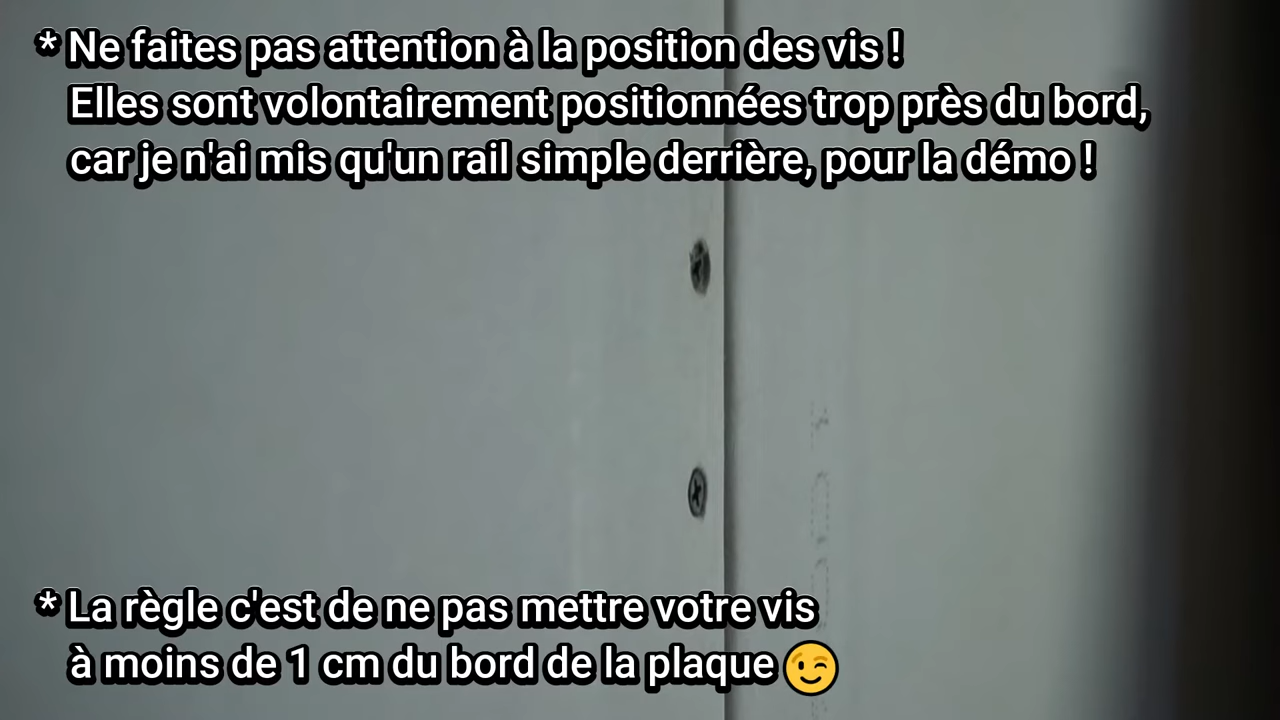 * Ne faites pas attention à la position des vis !
Elles sont volontairement positionnées trop près du bord,
car je n'ai mis qu'un rail simple derrière, pour la démo !
* La règle c'est de ne pas mettre votre vis
à moins de 1 cm du bord de la plaque 😉